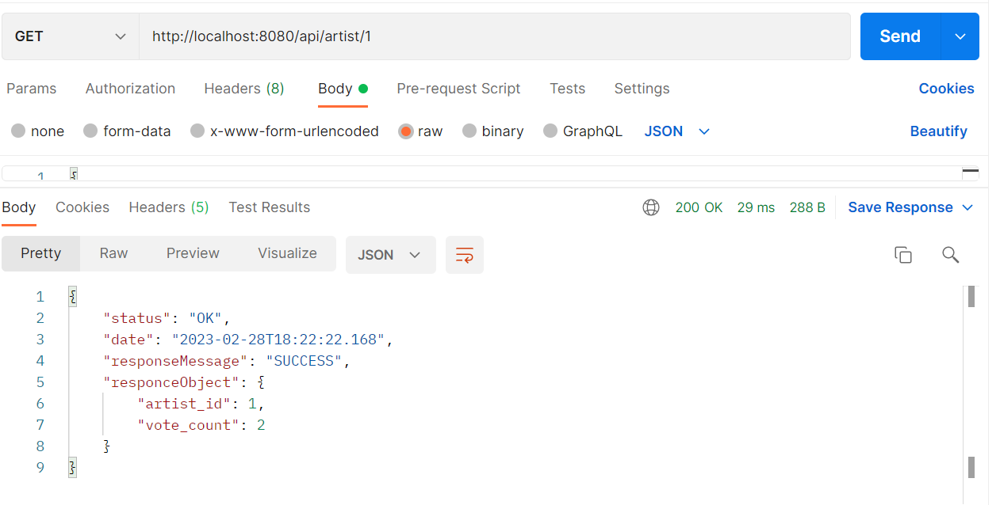 GET http://localhost:8080/api/artist/1 Send
Params Authorization Headers (8) Body Pre-request Script Tests Settings Cookies
none form-data x-www-form-urlencoded raw binary GraphQL JSON Beautify
1 {
Body Cookies Headers (5) Test Results 200 OK 29 ms 288 B Save Response
Pretty Raw Preview Visualize JSON
1 {
2 "status": "OK",
3 "date": "2023-02-28T18:22:22.168",
4 "responseMessage": "SUCCESS",
5 "responceObject": {
6 "artist_id": 1,
7 "vote_count": 2
8 }
9 }